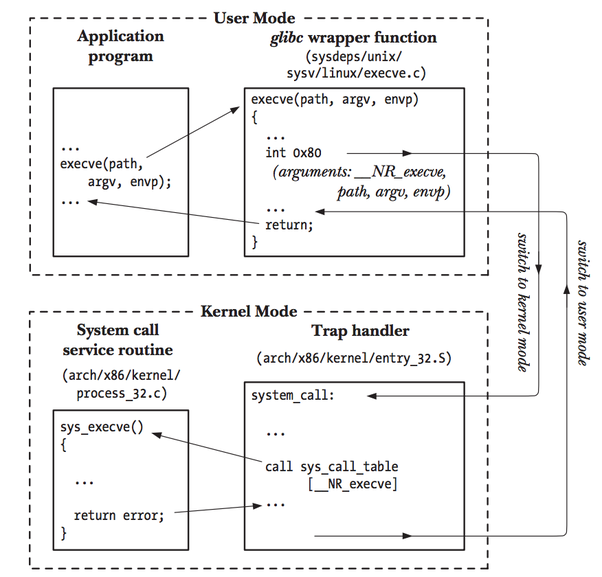 User Mode
Application
program
glibc wrapper function
(sysdeps/unix/
sysv/linux/execve.c)
...
execve(path,
argv, envp);
...
execve(path, argv, envp)
{
...
int 0x80
(arguments: __NR_execve,
path, argv, envp)
...
return;
}
switch to kernel mode
switch to user mode
Kernel Mode
System call
service routine
(arch/x86/kernel/
process_32.c)
Trap handler
(arch/x86/kernel/entry_32.S)
sys_execve()
{
...
return error;
}
system_call:
...
call sys_call_table
[__NR_execve]
...